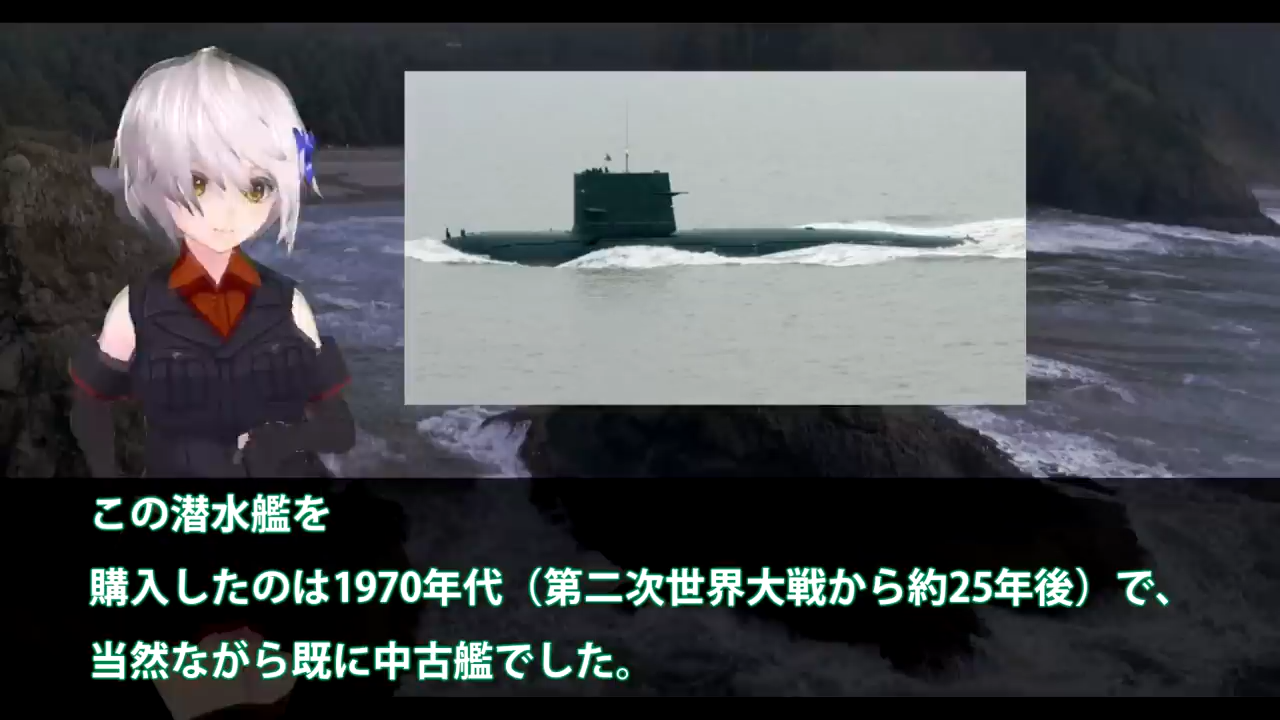 この潜水艦を
購入したのは1970年代（第二次世界大戦から約25年後）で、
当然ながら既に中古艦でした。